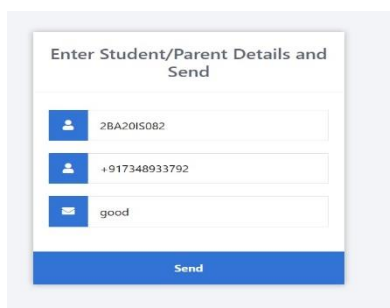 Enter Student/Parent Details and
Send
2BA20IS082
+917348933792
good
Send